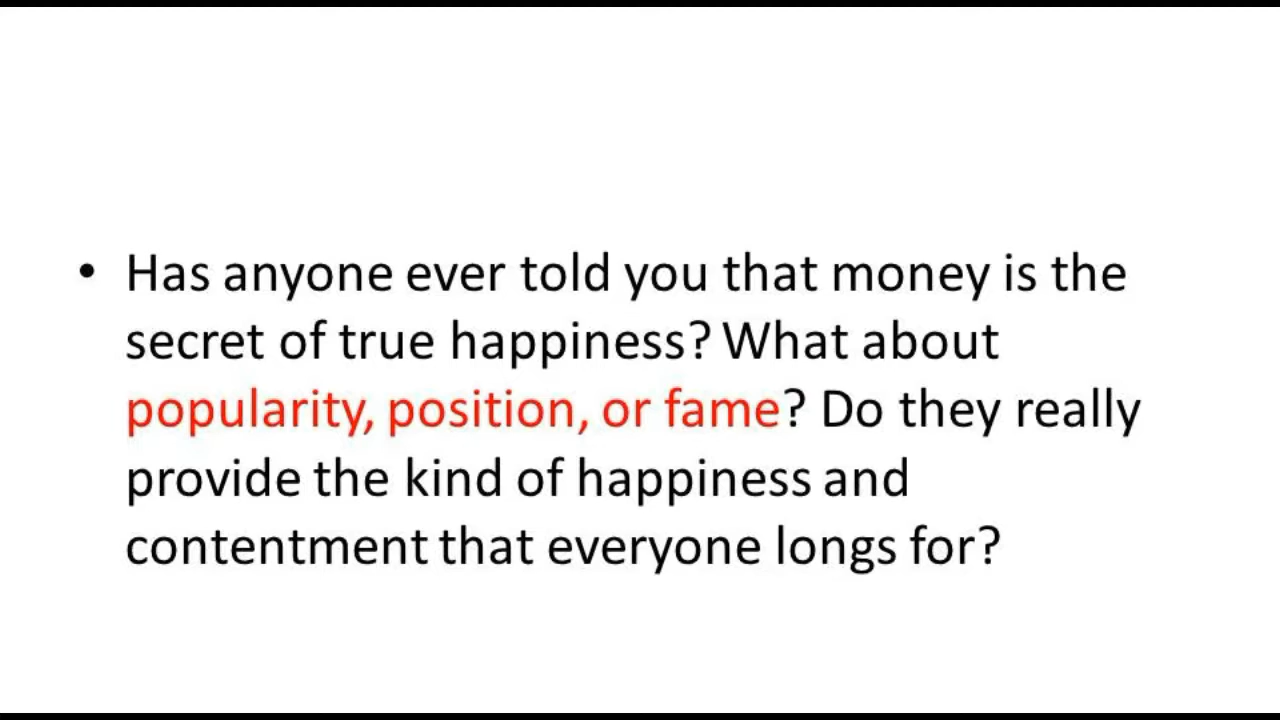 • Has anyone ever told you that money is the
secret of true happiness? What about
popularity, position, or fame? Do they really
provide the kind of happiness and
contentment that everyone longs for?